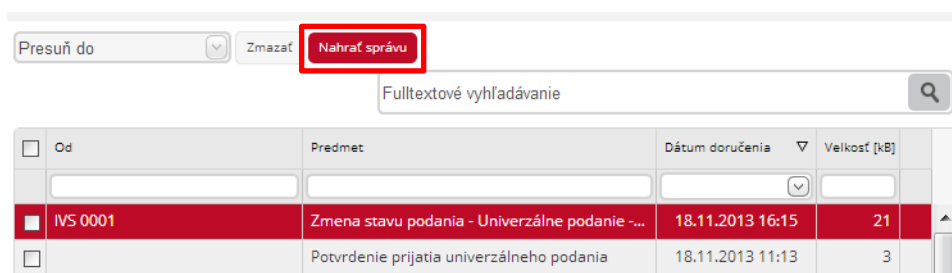 Presuň do Zmazať Nahrať správu
Fulltextové vyhľadávanie
Od Predmet Dátum doručenia Velkosť [kB]
IVS 0001 Zmena stavu podania - Univerzálne podanie -... 18.11.2013 16:15 21
Potvrdenie prijatia univerzálneho podania 18.11.2013 11:13 3